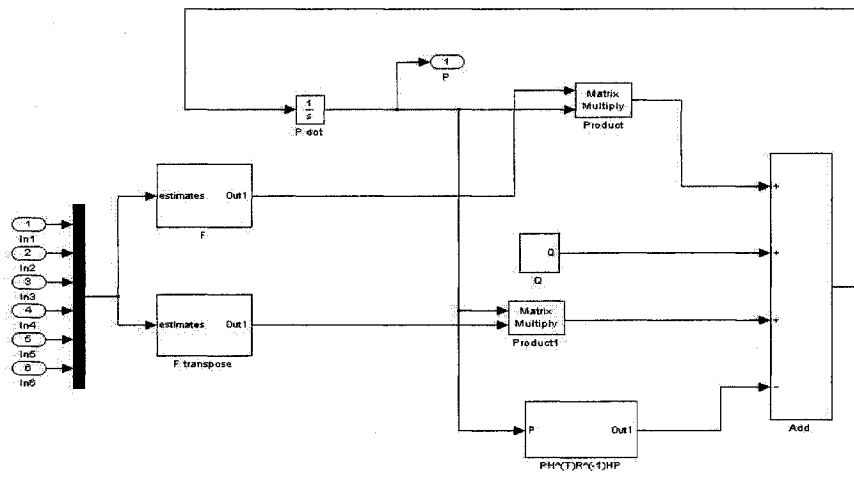 1
P
1
s
P dot
Matrix
Multiply
Product
estimates
Out1
F
1
In1
2
In2
3
In3
4
In4
5
In5
6
In6
Q
Q
estimates
Out1
F transpose
Matrix
Multiply
Product1
P
Out1
PH^(T)R^(-1)HP
+
+
+
−
Add